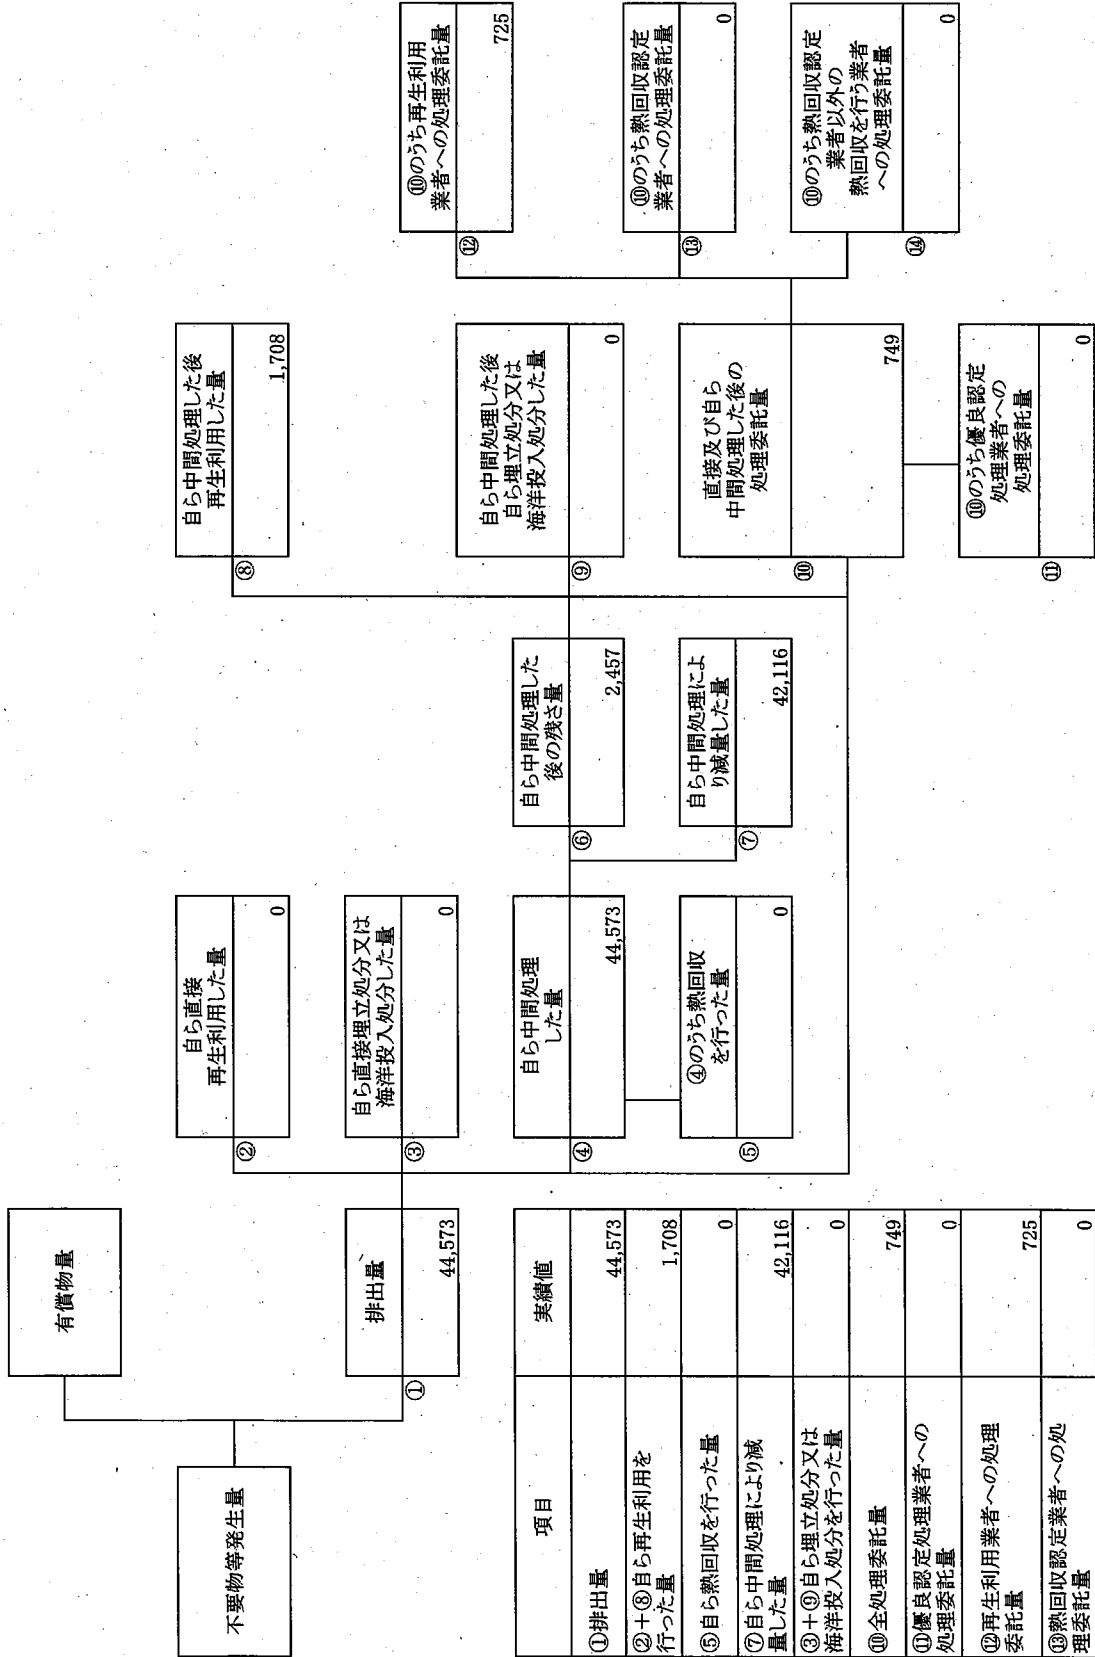 不要物等発生量
有償物量
排出量
①
44,573
自ら直接
再生利用した量
②
0
自ら直接埋立処分又は
海洋投入処分した量
③
0
自ら中間処理
した量
④
44,573
④のうち熱回収
を行った量
⑤
0
自ら中間処理した
後の残さ量
⑥
2,457
自ら中間処理によ
り減量した量
⑦
42,116
自ら中間処理した後
再生利用した量
⑧
1,708
自ら中間処理した後
自ら埋立処分又は
海洋投入処分した量
⑨
0
直接及び自ら
中間処理した後の
処理委託量
⑩
749
⑩のうち優良認定
処理業者への
処理委託量
⑪
0
⑩のうち再生利用
業者への処理委託量
⑫
725
⑩のうち熱回収認定
業者への処理委託量
⑬
0
⑩のうち熱回収認定
業者以外の
熱回収を行う業者
への処理委託量
⑭
0
項目 実績値
①排出量 44,573
②+⑧自ら再生利用を
行った量 1,708
⑤自ら熱回収を行った量 0
⑦自ら中間処理により減
量した量 42,116
③+⑨自ら埋立処分又は
海洋投入処分を行った量 0
⑩全処理委託量 749
⑪優良認定処理業者への
処理委託量 0
⑫再生利用業者への処理
委託量 725
⑬熱回収認定業者への処
理委託量 0